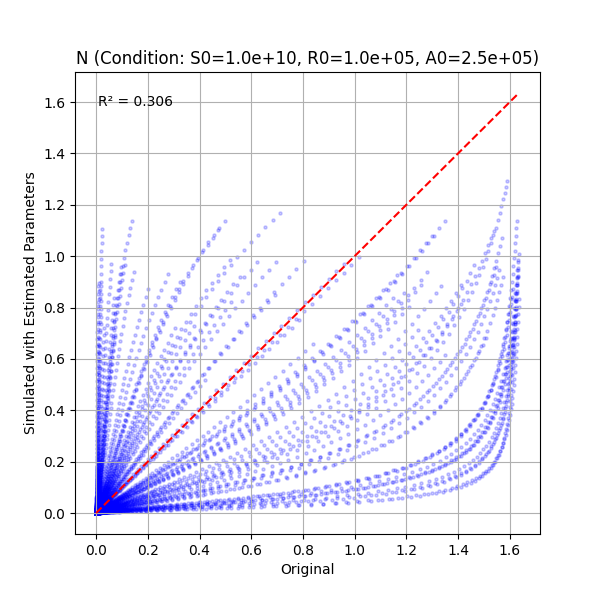 N (Condition: S0=1.0e+10, R0=1.0e+05, A0=2.5e+05)
R² = 0.306
Simulated with Estimated Parameters
1.6
1.4
1.2
1.0
0.8
0.6
0.4
0.2
0.0
0.0 0.2 0.4 0.6 0.8 1.0 1.2 1.4 1.6
Original